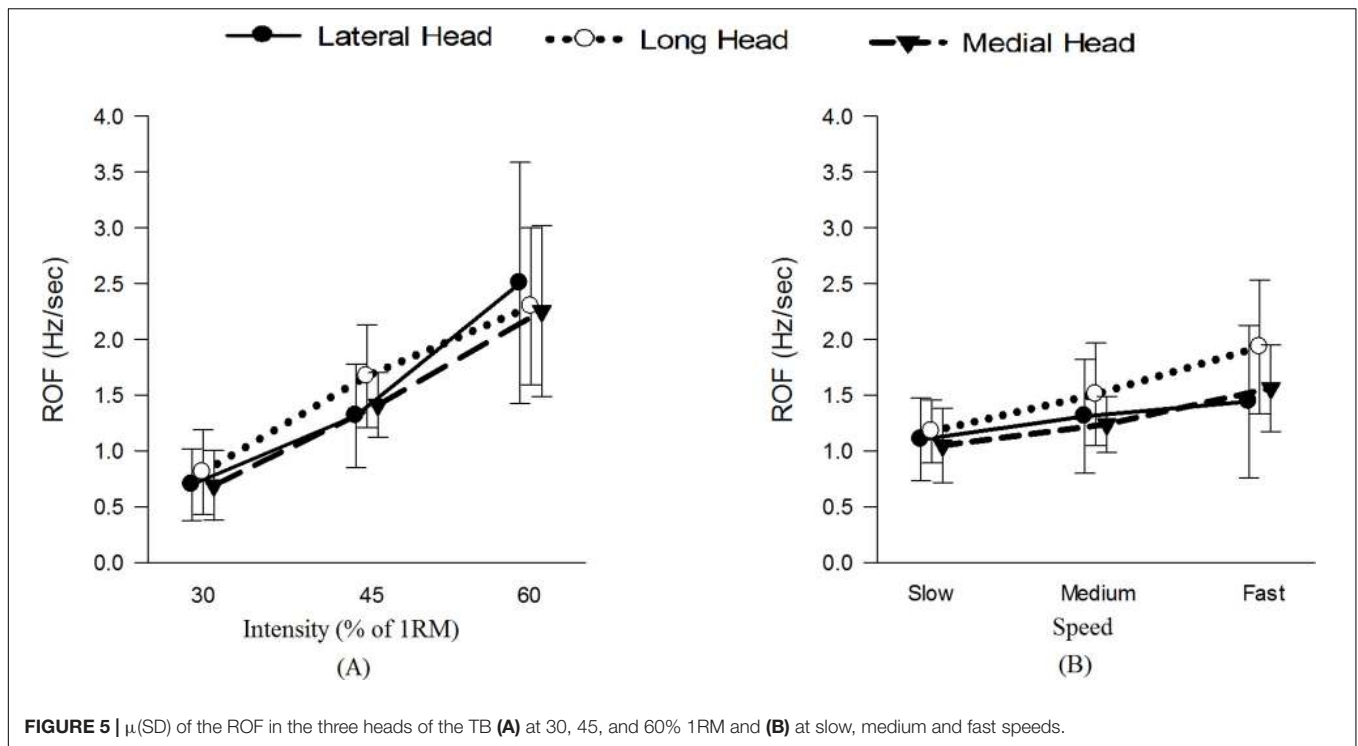 Lateral Head Long Head Medial Head
4.0
3.5
3.0
2.5
2.0
1.5
1.0
0.5
0.0
ROF (Hz/sec)
30 45 60
Intensity (% of 1RM)
(A)
4.0
3.5
3.0
2.5
2.0
1.5
1.0
0.5
0.0
ROF (Hz/sec)
Slow Medium Fast
Speed
(B)
FIGURE 5 | μ(SD) of the ROF in the three heads of the TB (A) at 30, 45, and 60% 1RM and (B) at slow, medium and fast speeds.